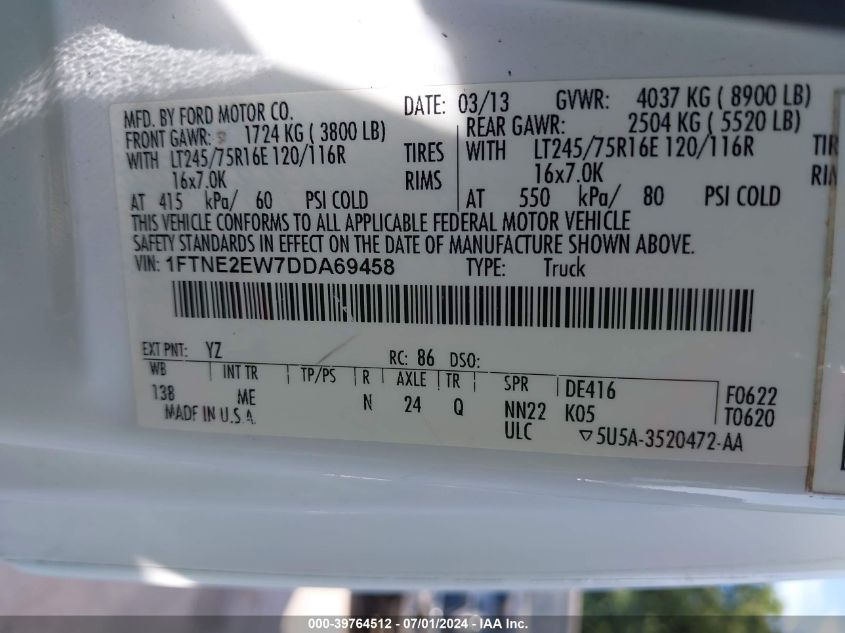 MFD. BY FORD MOTOR CO. DATE: 03/13 GVWR: 4037 KG ( 8900 LB)
FRONT GAWR: 1724 KG ( 3800 LB) REAR GAWR: 2504 KG ( 5520 LB)
WITH LT245/75R16E 120/116R TIRES WITH LT245/75R16E 120/116R TIR
16x7.0K RIMS 16x7.0K
AT 415 kPa/ 60 PSI COLD AT 550 kPa/ 80 PSI COLD
THIS VEHICLE CONFORMS TO ALL APPLICABLE FEDERAL MOTOR VEHICLE
SAFETY STANDARDS IN EFFECT ON THE DATE OF MANUFACTURE SHOWN ABOVE.
VIN: 1FTNE2EW7DDA69458 TYPE: Truck
EXT PNT: YZ RC: 86 DSO:
WB INT TR TP/PS R AXLE TR SPR DE416 F0622
138 ME N 24 Q NN22 K05 T0620
MADE IN U.S.A. ULC 5U5A-3520472-AA
000-39764512 - 07/01/2024 - IAA Inc.